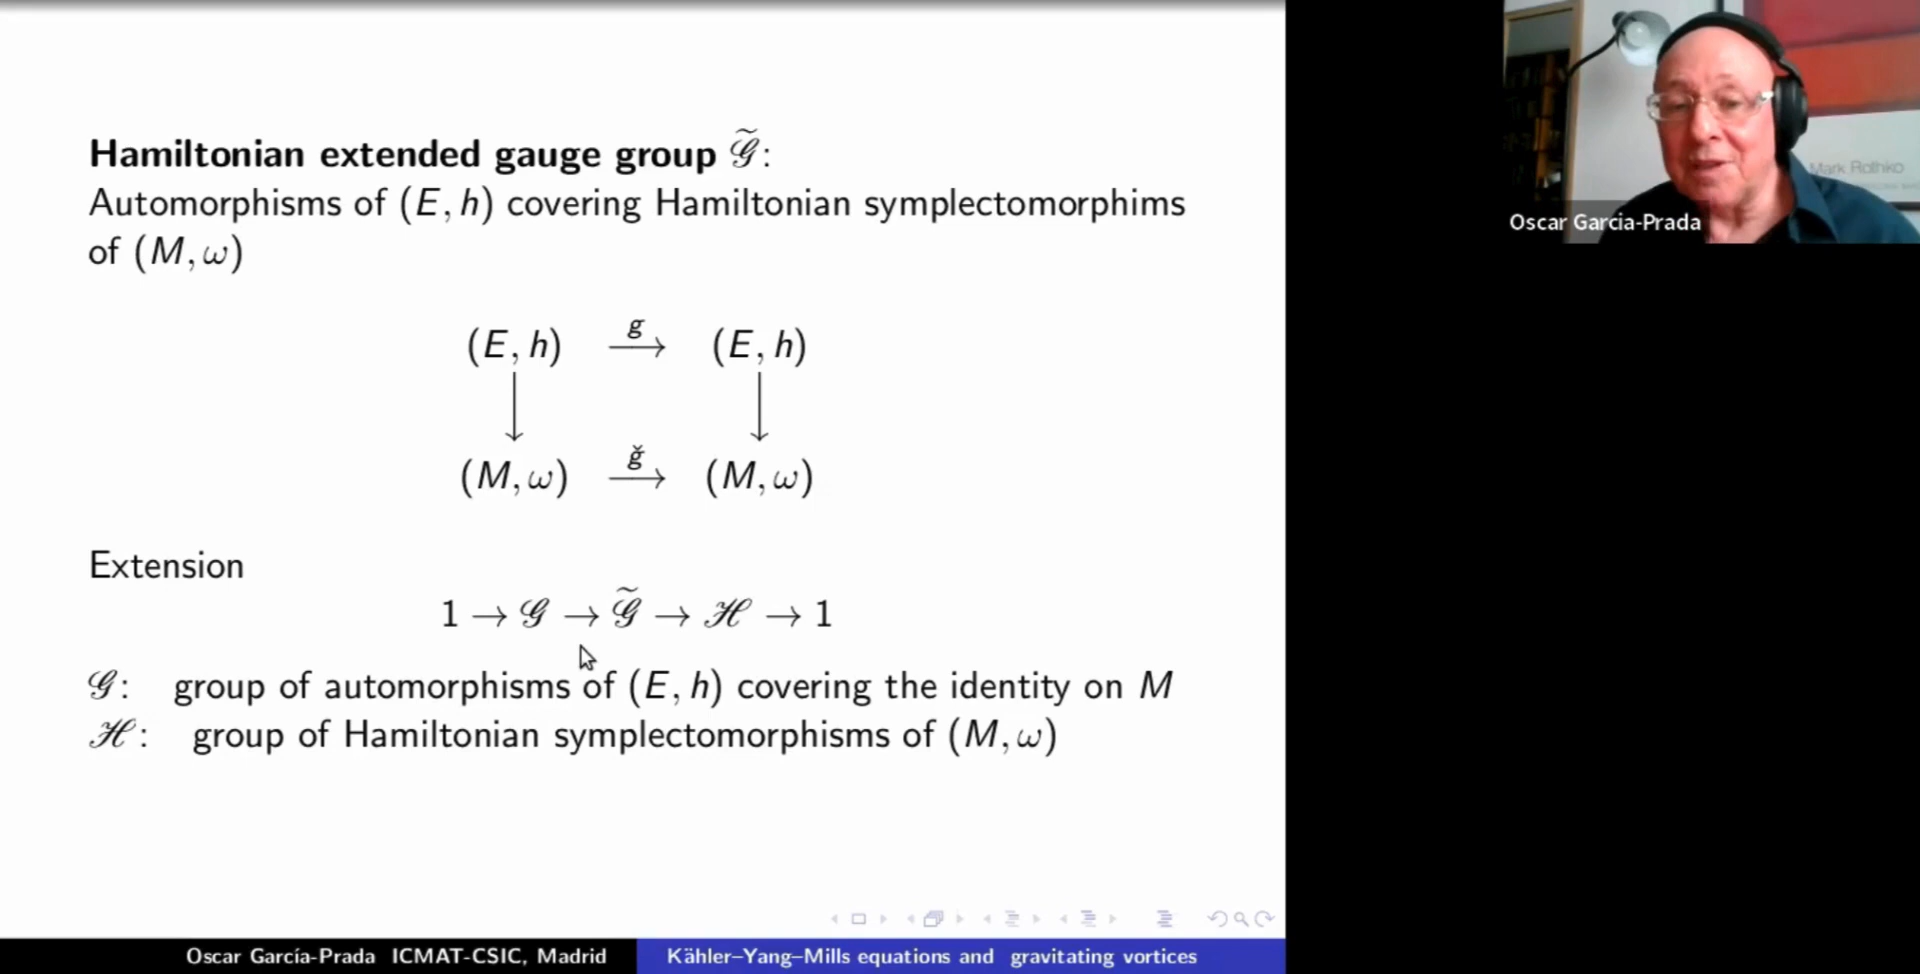 Hamiltonian extended gauge group 𝒢̃:
Automorphisms of (E, h) covering Hamiltonian symplectomorphims
of (M, ω)
(E, h) g⟶ (E, h)
↓ ↓
(M, ω) ǧ⟶ (M, ω)
Extension
1 → 𝒢 → 𝒢̃ → ℋ → 1
𝒢: group of automorphisms of (E, h) covering the identity on M
ℋ: group of Hamiltonian symplectomorphisms of (M, ω)
Oscar García-Prada ICMAT-CSIC, Madrid
Kähler–Yang–Mills equations and gravitating vortices
Mark Rothko
Oscar Garcia-Prada